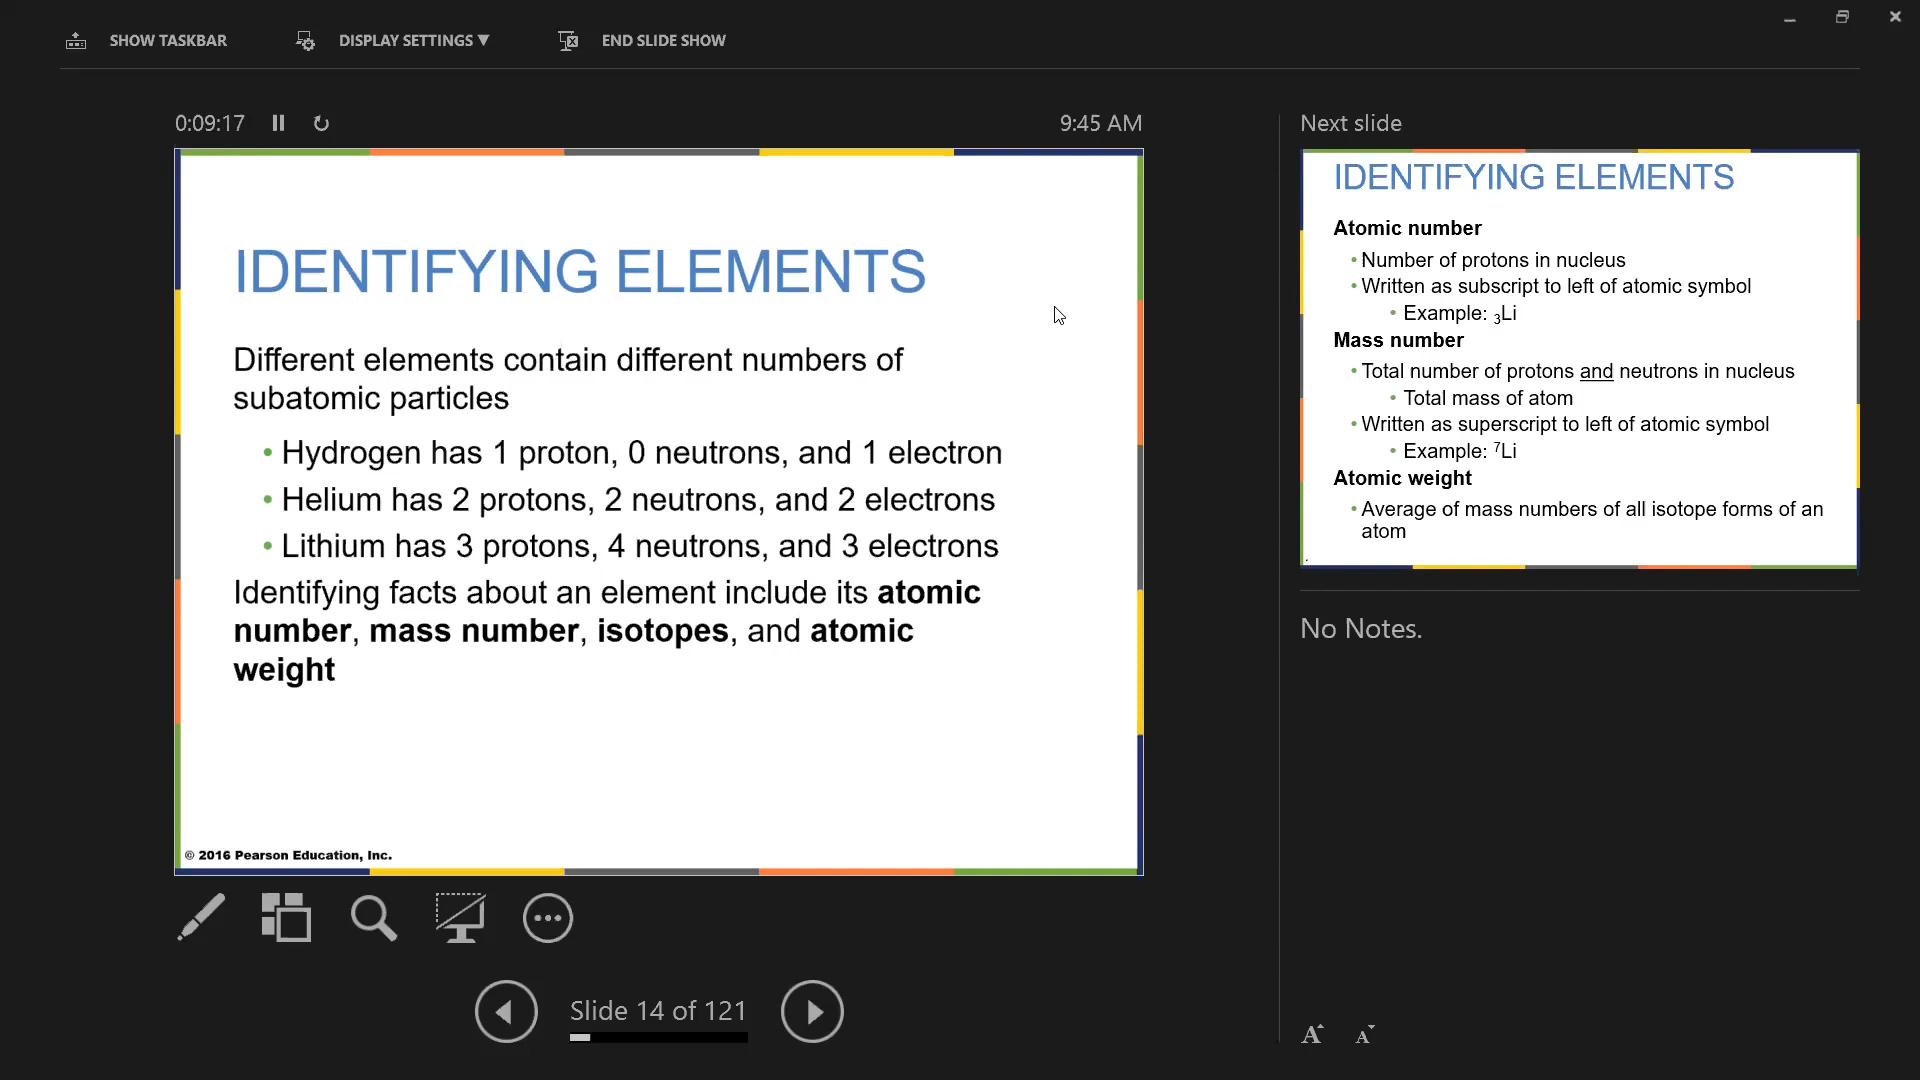 SHOW TASKBAR
DISPLAY SETTINGS ▼
END SLIDE SHOW
0:09:17
9:45 AM
IDENTIFYING ELEMENTS
Different elements contain different numbers of
subatomic particles
• Hydrogen has 1 proton, 0 neutrons, and 1 electron
• Helium has 2 protons, 2 neutrons, and 2 electrons
• Lithium has 3 protons, 4 neutrons, and 3 electrons
Identifying facts about an element include its atomic
number, mass number, isotopes, and atomic
weight
© 2016 Pearson Education, Inc.
Slide 14 of 121
Next slide
IDENTIFYING ELEMENTS
Atomic number
• Number of protons in nucleus
• Written as subscript to left of atomic symbol
• Example: ₃Li
Mass number
• Total number of protons and neutrons in nucleus
• Total mass of atom
• Written as superscript to left of atomic symbol
• Example: ⁷Li
Atomic weight
• Average of mass numbers of all isotope forms of an
atom
No Notes.
A A